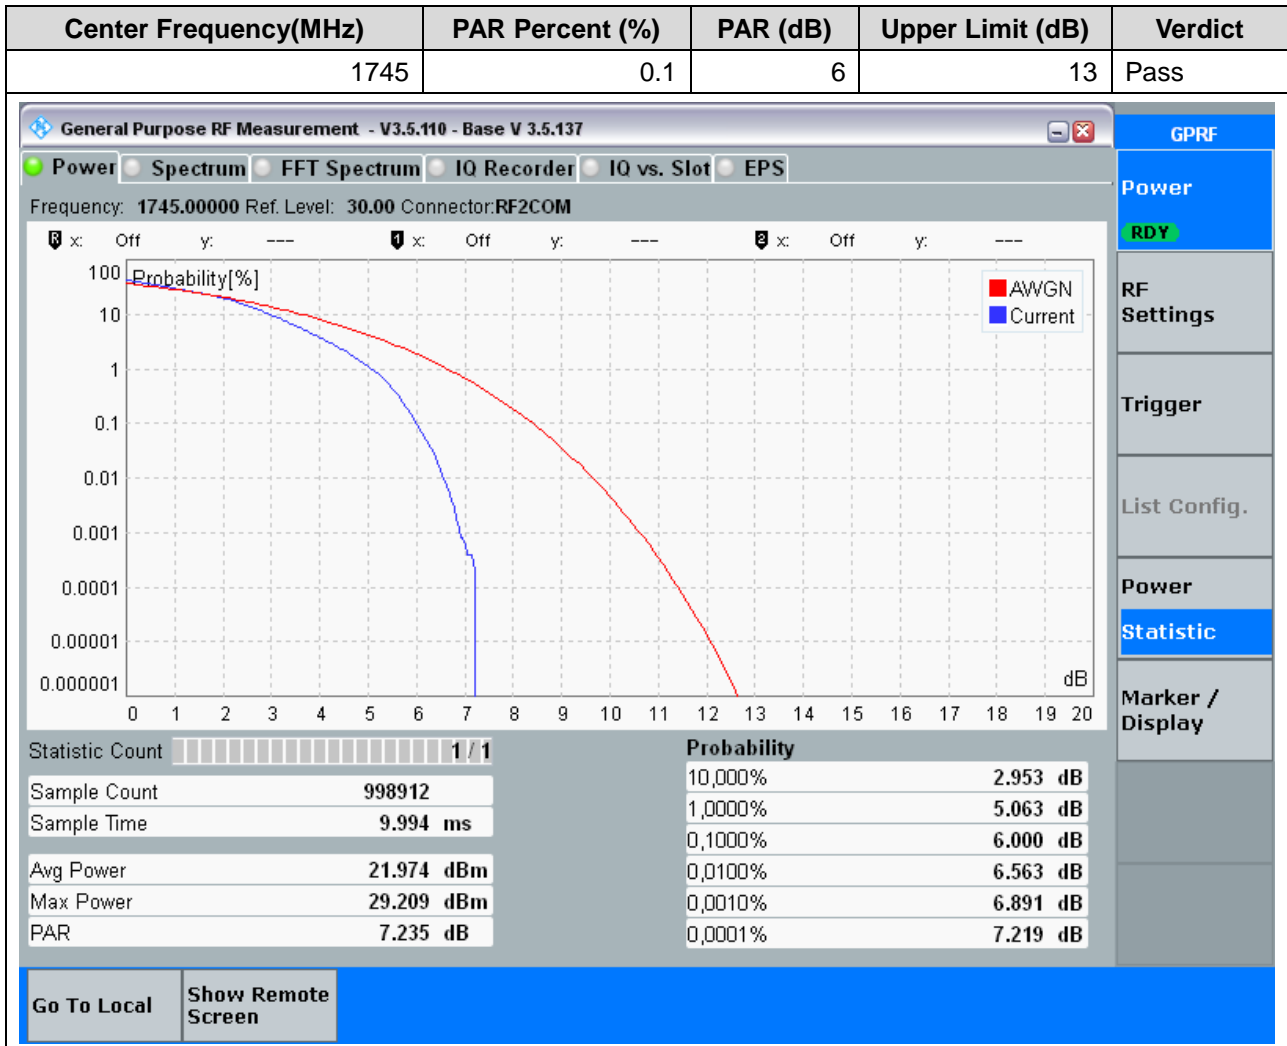 Center Frequency(MHz) PAR Percent (%) PAR (dB) Upper Limit (dB) Verdict
1745 0.1 6 13 Pass
General Purpose RF Measurement - V3.5.110 - Base V 3.5.137
GPRF
Power Spectrum FFT Spectrum IQ Recorder IQ vs. Slot EPS
Frequency: 1745.00000 Ref. Level: 30.00 Connector:RF2COM
R x: Off y: --- 1 x: Off y: --- 2 x: Off y: ---
Probability[%]
AWGN
Current
100
10
1
0.1
0.01
0.001
0.0001
0.00001
0.000001
dB
0 1 2 3 4 5 6 7 8 9 10 11 12 13 14 15 16 17 18 19 20
Statistic Count 1 / 1
Sample Count 998912
Sample Time 9.994 ms
Avg Power 21.974 dBm
Max Power 29.209 dBm
PAR 7.235 dB
Probability
10,000% 2.953 dB
1,0000% 5.063 dB
0,1000% 6.000 dB
0,0100% 6.563 dB
0,0010% 6.891 dB
0,0001% 7.219 dB
Power
RDY
RF
Settings
Trigger
List Config.
Power
Statistic
Marker /
Display
Go To Local
Show Remote
Screen